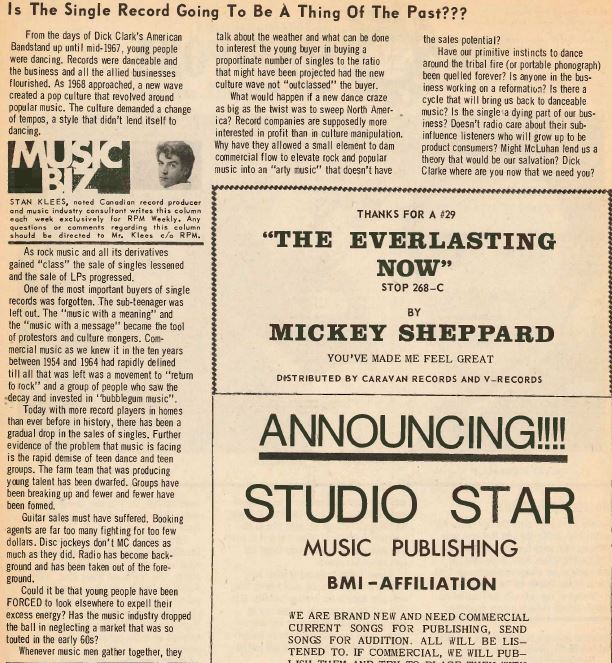 Is The Single Record Going To Be A Thing Of The Past???
From the days of Dick Clark's American
Bandstand up until mid-1967, young people
were dancing. Records were danceable and
the business and all the allied businesses
flourished. As 1968 approached, a new wave
created a pop culture that revolved around
popular music. The culture demanded a change
of tempos, a style that didn't lend itself to
dancing.
MUSIC
BIZ
STAN KLEES, noted Canadian record producer
and music industry consultant writes this column
each week exclusively for RPM Weekly. Any
questions or comments regarding this column
should be directed to Mr. Klees c/o RPM.
As rock music and all its derivatives
gained "class" the sale of singles lessened
and the sale of LPs progressed.
One of the most important buyers of single
records was forgotten. The sub-teenager was
left out. The "music with a meaning" and
the "music with a message" became the tool
of protestors and culture mongers. Com-
mercial music as we knew it in the ten years
between 1954 and 1964 had rapidly defined
till all that was left was a movement to "return
to rock" and a group of people who saw the
decay and invested in "bubblegum music".
Today with more record players in homes
than ever before in history, there has been a
gradual drop in the sales of singles. Further
evidence of the problem that music is facing
is the rapid demise of teen dance and teen
groups. The farm team that was producing
young talent has been dwarfed. Groups have
been breaking up and fewer and fewer have
been formed.
Guitar sales must have suffered. Booking
agents are far too many fighting for too few
dollars. Disc jockeys don't MC dances as
much as they did. Radio has become back-
ground and has been taken out of the fore-
ground.
Could it be that young people have been
FORCED to look elsewhere to expell their
excess energy? Has the music industry dropped
the ball in neglecting a market that was so
touted in the early 60s?
Whenever music men gather together, they
talk about the weather and what can be done
to interest the young buyer in buying a
proportinate number of singles to the ratio
that might have been projected had the new
culture wave not "outclassed" the buyer.
What would happen if a new dance craze
as big as the twist was to sweep North Amer-
ica? Record companies are supposedly more
interested in profit than in culture manipulation.
Why have they allowed a small element to dam
commercial flow to elevate rock and popular
music into an "arty music" that doesn't have
the sales potential?
Have our primitive instincts to dance
around the tribal fire (or portable phonograph)
been quelled forever? Is anyone in the bus-
iness working on a reformation? Is there a
cycle that will bring us back to danceable
music? Is the single a dying part of our bus-
iness? Doesn't radio care about their sub-
influence listeners who will grow up to be
product consumers? Might McLuhan lend us a
theory that would be our salvation? Dick
Clarke where are you now that we need you?
THANKS FOR A #29
"THE EVERLASTING
NOW"
STOP 268-C
BY
MICKEY SHEPPARD
YOU'VE MADE ME FEEL GREAT
DISTRIBUTED BY CARAVAN RECORDS AND V-RECORDS
ANNOUNCING!!!!
STUDIO STAR
MUSIC PUBLISHING
BMI-AFFILIATION
WE ARE BRAND NEW AND NEED COMMERCIAL
CURRENT SONGS FOR PUBLISHING, SEND
SONGS FOR AUDITION. ALL WILL BE LIS-
TENED TO. IF COMMERCIAL, WE WILL PUB-
LISH THEM AND TRY TO PLACE THEM